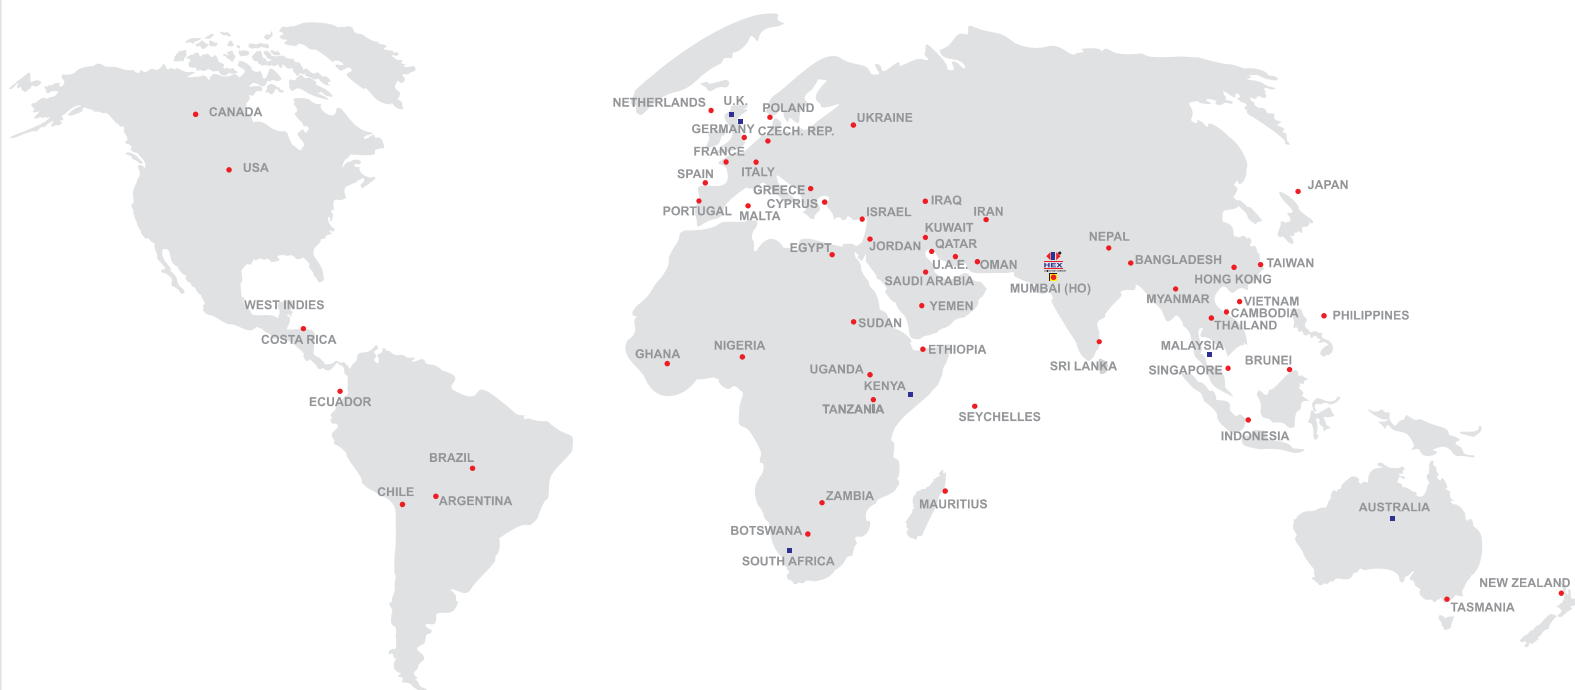 NETHERLANDS
U.K.
POLAND
CANADA
UKRAINE
GERMANY
CZECH. REP.
FRANCE
USA
ITALY
SPAIN
JAPAN
GREECE
IRAQ
CYPRUS
PORTUGAL
MALTA
ISRAEL
IRAN
KUWAIT
NEPAL
EGYPT
JORDAN
QATAR
BANGLADESH
TAIWAN
U.A.E.
OMAN
HEX
HONG KONG
SAUDI ARABIA
MUMBAI (HO)
MYANMAR
VIETNAM
WEST INDIES
YEMEN
CAMBODIA
PHILIPPINES
SUDAN
THAILAND
COSTA RICA
NIGERIA
MALAYSIA
GHANA
ETHIOPIA
BRUNEI
SRI LANKA
UGANDA
SINGAPORE
KENYA
ECUADOR
TANZANIA
SEYCHELLES
INDONESIA
BRAZIL
CHILE
ARGENTINA
ZAMBIA
MAURITIUS
AUSTRALIA
BOTSWANA
SOUTH AFRICA
NEW ZEALAND
TASMANIA